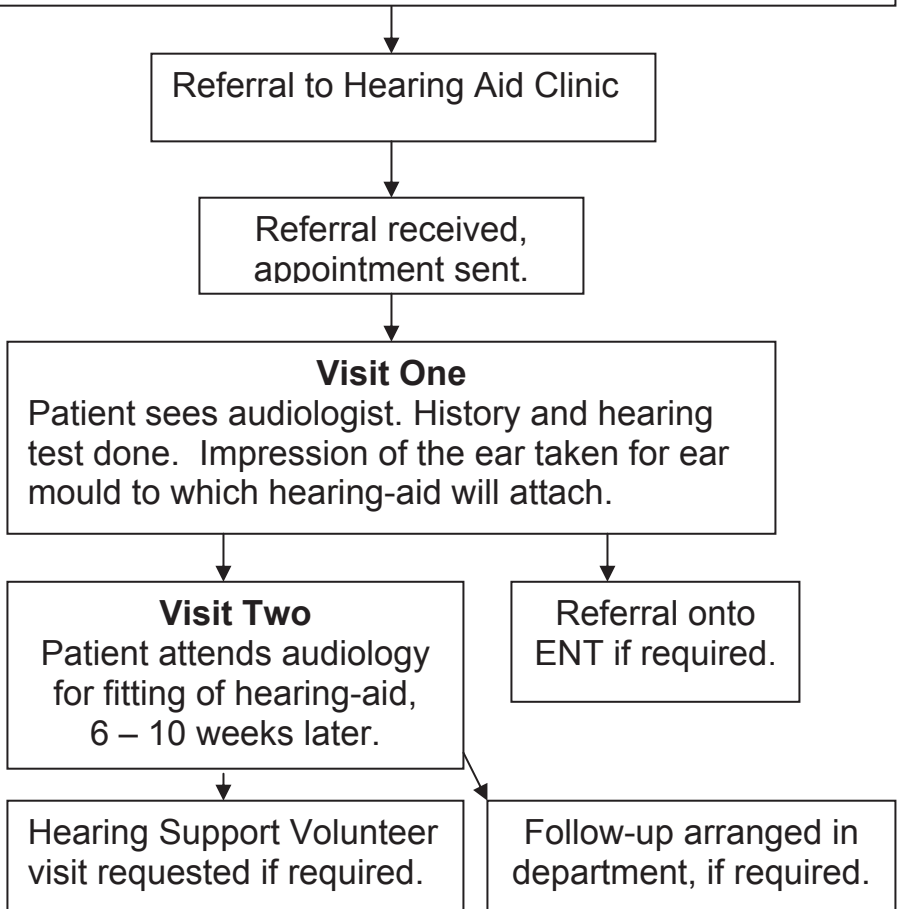 Referral to Hearing Aid Clinic
Referral received,
appointment sent.
Visit One
Patient sees audiologist. History and hearing
test done.  Impression of the ear taken for ear
mould to which hearing-aid will attach.
Visit Two
Patient attends audiology
for fitting of hearing-aid,
6 – 10 weeks later.
Referral onto
ENT if required.
Hearing Support Volunteer
visit requested if required.
Follow-up arranged in
department, if required.